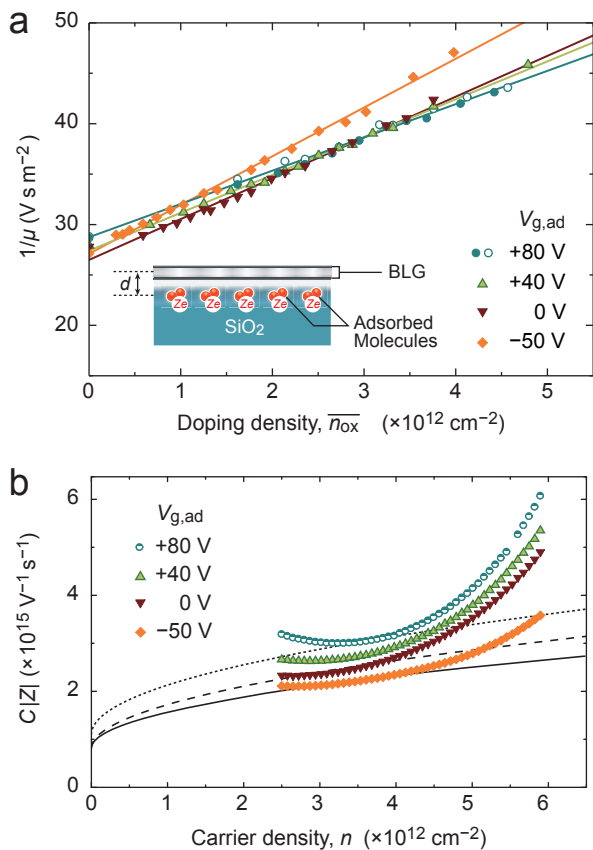 a
50
40
30
20
1/μ (V s m⁻²)
V_g,ad
+80 V
+40 V
0 V
−50 V
BLG
d
Ze Ze Ze Ze Ze
SiO₂
Adsorbed
Molecules
0 1 2 3 4 5
Doping density, n̅o̅x̅ (×10¹² cm⁻²)
b
6
4
2
0
C|Z| (×10¹⁵ V⁻¹ s⁻¹)
V_g,ad
+80 V
+40 V
0 V
−50 V
0 1 2 3 4 5 6
Carrier density, n (×10¹² cm⁻²)